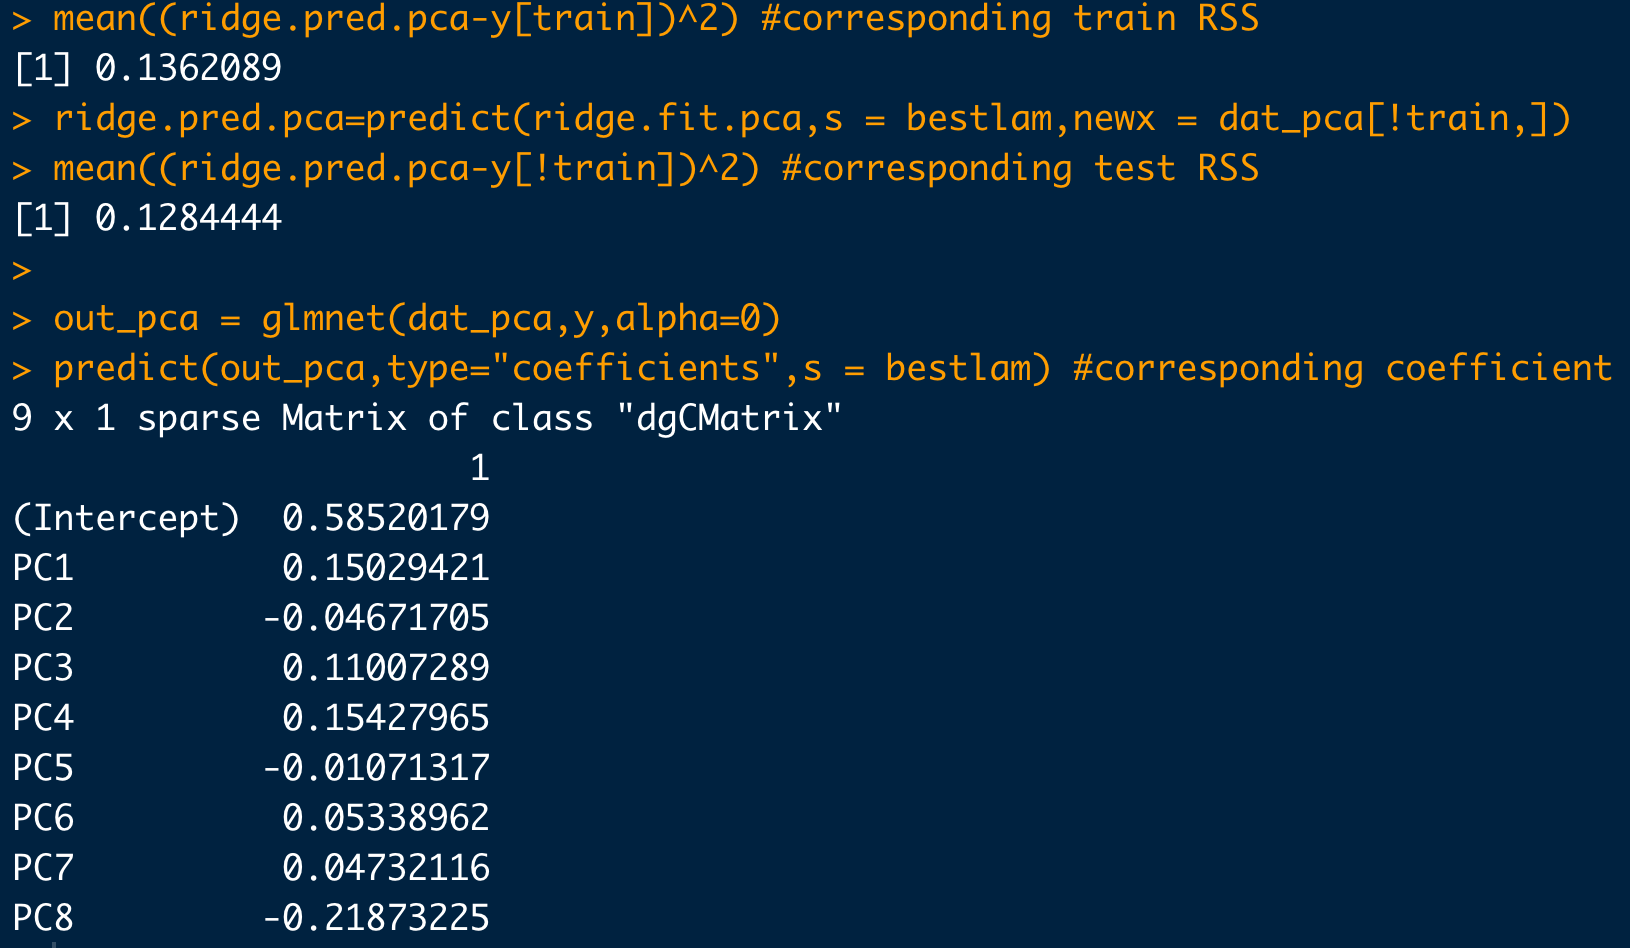 > mean((ridge.pred.pca-y[train])^2) #corresponding train RSS
[1] 0.1362089
> ridge.pred.pca=predict(ridge.fit.pca,s = bestlam,newx = dat_pca[!train,])
> mean((ridge.pred.pca-y[!train])^2) #corresponding test RSS
[1] 0.1284444
>
> out_pca = glmnet(dat_pca,y,alpha=0)
> predict(out_pca,type="coefficients",s = bestlam) #corresponding coefficient
9 x 1 sparse Matrix of class "dgCMatrix"
1
(Intercept) 0.58520179
PC1 0.15029421
PC2 -0.04671705
PC3 0.11007289
PC4 0.15427965
PC5 -0.01071317
PC6 0.05338962
PC7 0.04732116
PC8 -0.21873225